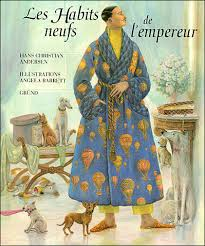 Les Habits
neufs
de
l'empereur
HANS CHRISTIAN
ANDERSEN
ILLUSTRATIONS
ANGELA BARRETT
GRÜND